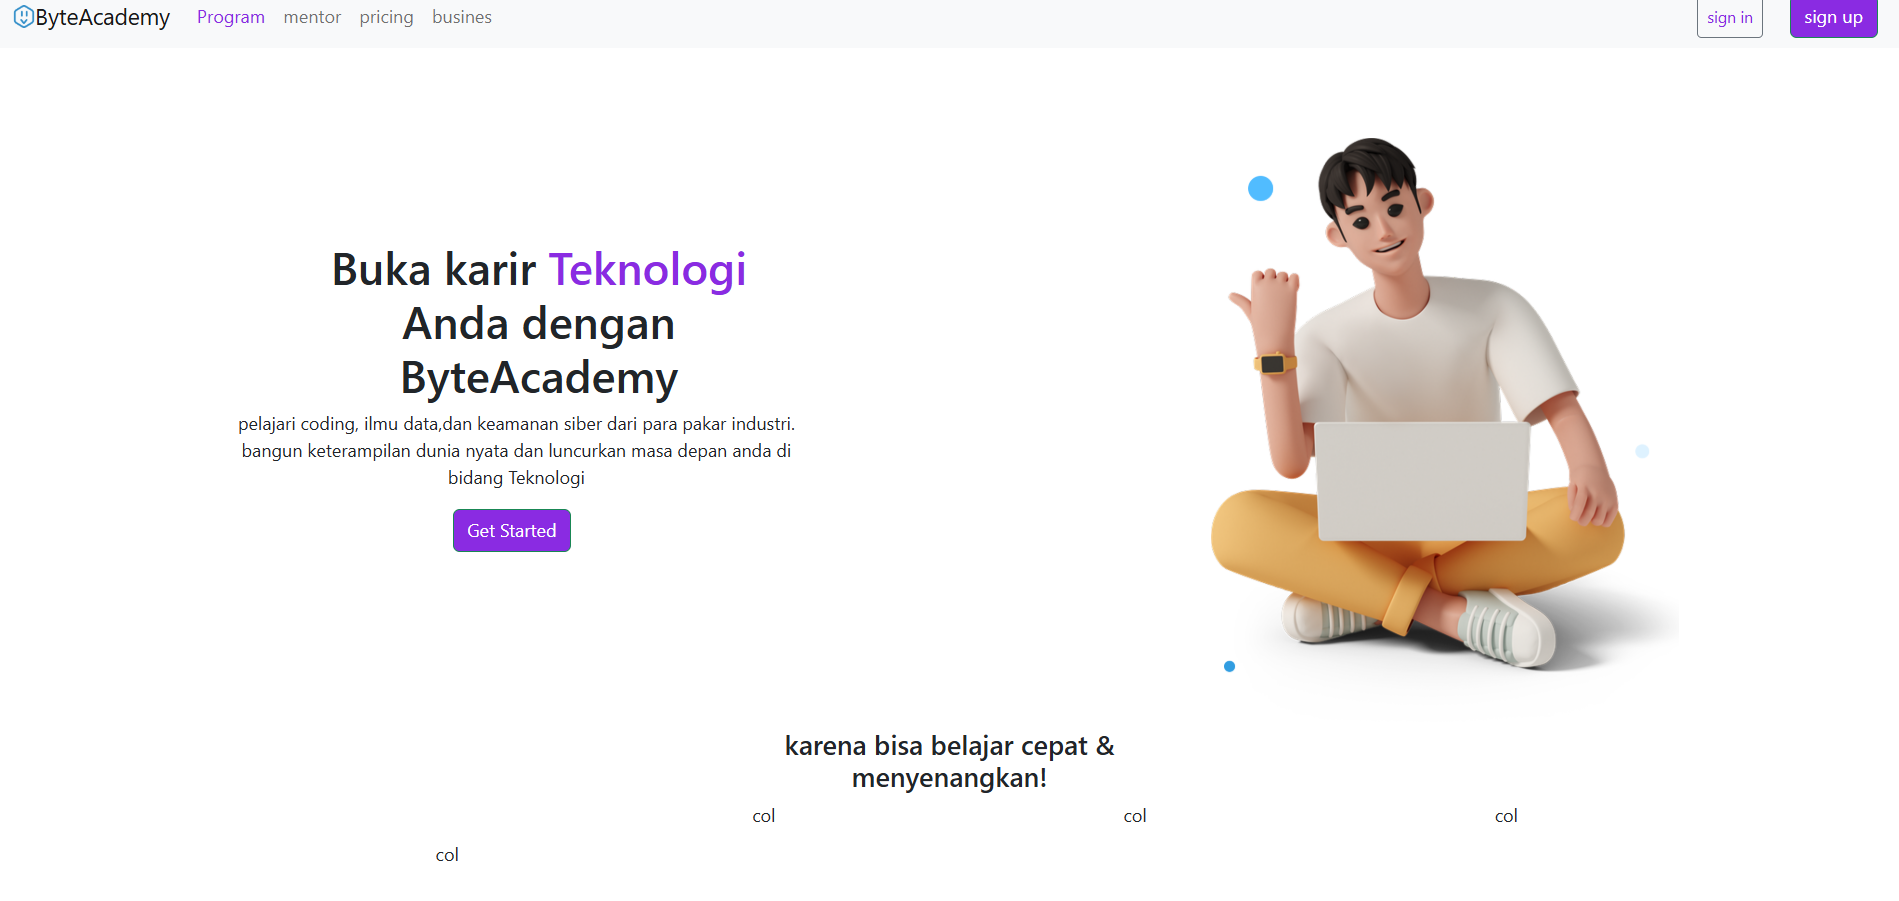 ByteAcademy Program mentor pricing busines sign in sign up
Buka karir Teknologi
Anda dengan
ByteAcademy
pelajari coding, ilmu data,dan keamanan siber dari para pakar industri.
bangun keterampilan dunia nyata dan luncurkan masa depan anda di
bidang Teknologi
Get Started
karena bisa belajar cepat &
menyenangkan!
col col col
col